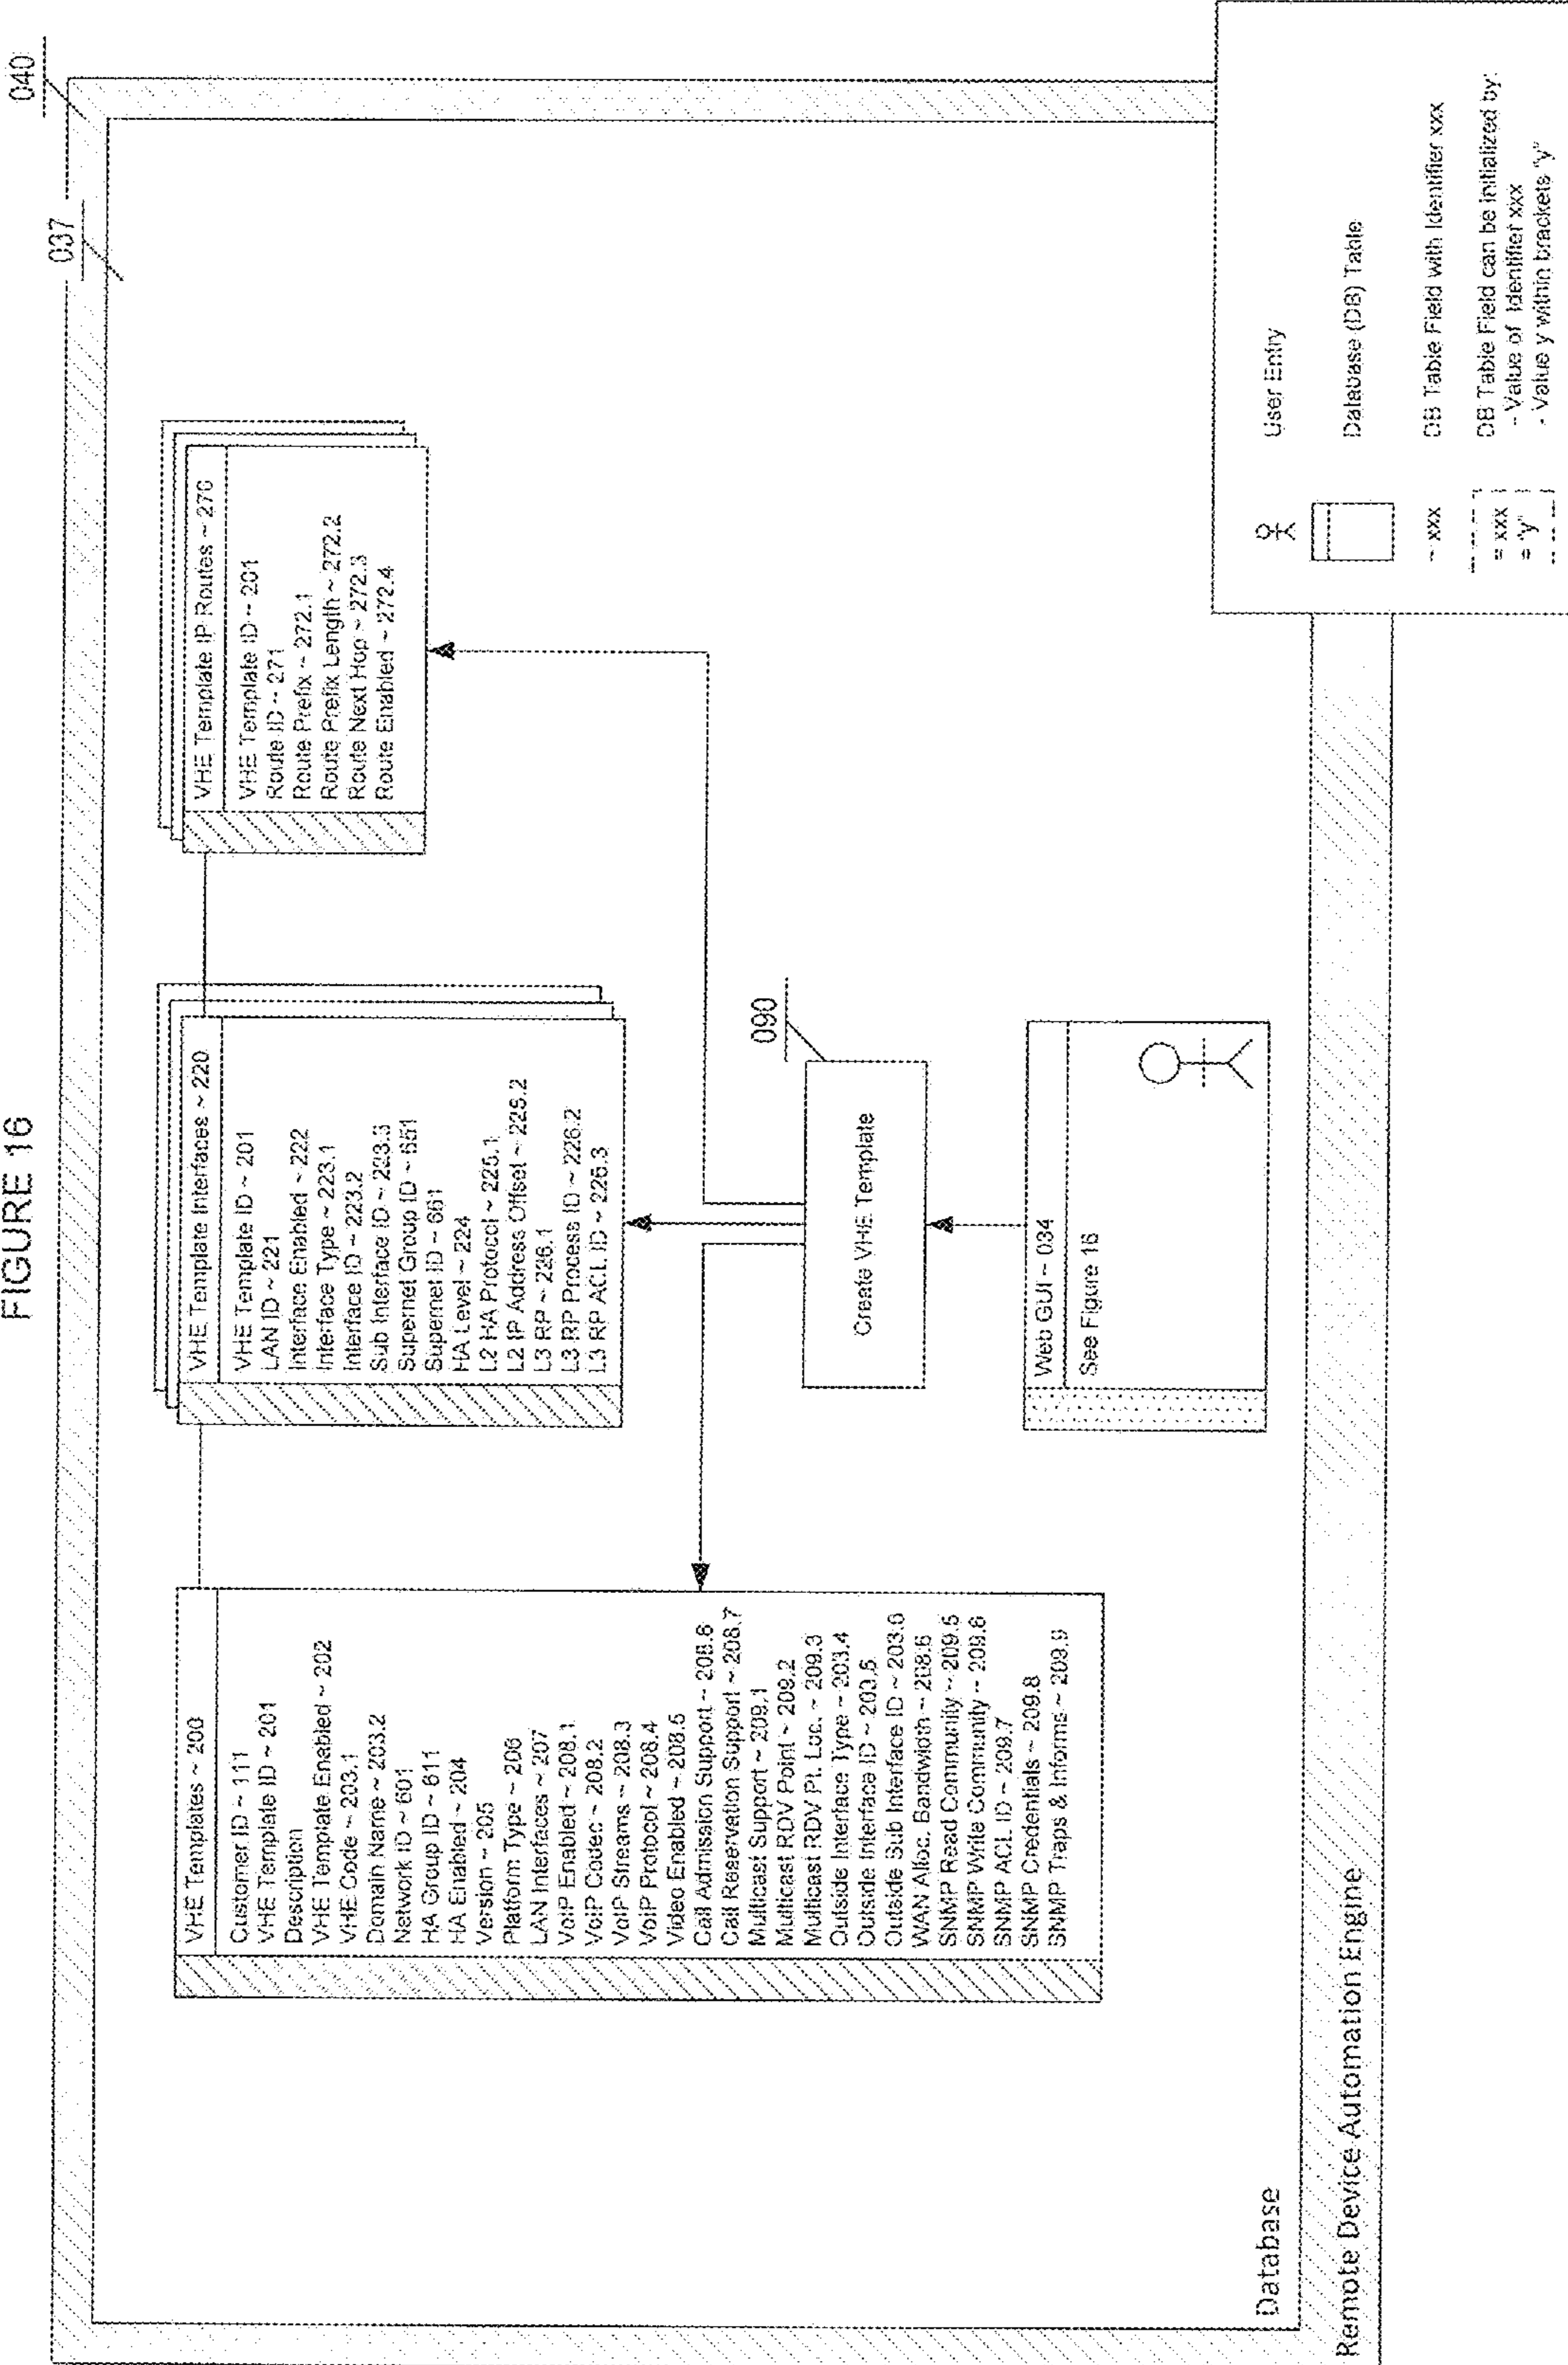 FIGURE 16
040
037
VHE Templates ~ 200
Customer ID ~ 111
VHE Template ID ~ 201
Description
VHE Template Enabled ~ 202
VHE Code ~ 203.1
Domain Name ~ 203.2
Network ID ~ 601
HA Group ID ~ 611
HA Enabled ~ 204
Version ~ 205
Platform Type ~ 206
LAN Interfaces ~ 207
VoIP Enabled ~ 208.1
VoIP Codec ~ 208.2
VoIP Streams ~ 208.3
VoIP Protocol ~ 208.4
Video Enabled ~ 208.5
Call Admission Support ~
Call Reservation Support ~ 208.7
Multicast Support ~ 209.1
Multicast RDV Point ~ 209.2
Multicast RDV Pt. Loc. ~ 209.3
Outside Interface Type ~ 203.4
Outside Interface ID ~ 203.5
Outside Sub Interface ID ~ 203.6
WAN Alloc. Bandwidth ~
SNMP Read Community ~ 209.5
SNMP Write Community ~ 209.6
SNMP ACL ID ~ 209.7
SNMP Credentials ~ 209.8
SNMP Traps & Informs ~ 209.9
VHE Template Interfaces ~ 220
VHE Template ID ~ 201
LAN ID ~ 221
Interface Enabled ~ 222
Interface Type ~ 223.1
Interface ID ~ 223.2
Sub Interface ID ~ 223.3
Supernet Group ID ~ 651
Supernet ID ~ 661
HA Level ~ 224
L2 HA Protocol ~ 225.1
L2 IP Address Offset ~ 225.2
L3 RP ~ 226.1
L3 RP Process ID ~ 226.2
L3 RP ACL ID ~ 226.3
VHE Template IP Routes ~ 270
VHE Template ID ~ 201
Route ID ~ 271
Route Prefix ~ 272.1
Route Prefix Length ~ 272.2
Route Next Hop ~ 272.3
Route Enabled ~ 272.4
090
Create VHE Template
Web GUI ~ 034
See Figure 16
Database
Remote Device Automation Engine
User Entry
Database (DB) Table
~ xxx DB Table Field with Identifier xxx
= xxx
= "y"
DB Table Field can be initialized by:
- Value of Identifier xxx
- Value y within brackets "y"